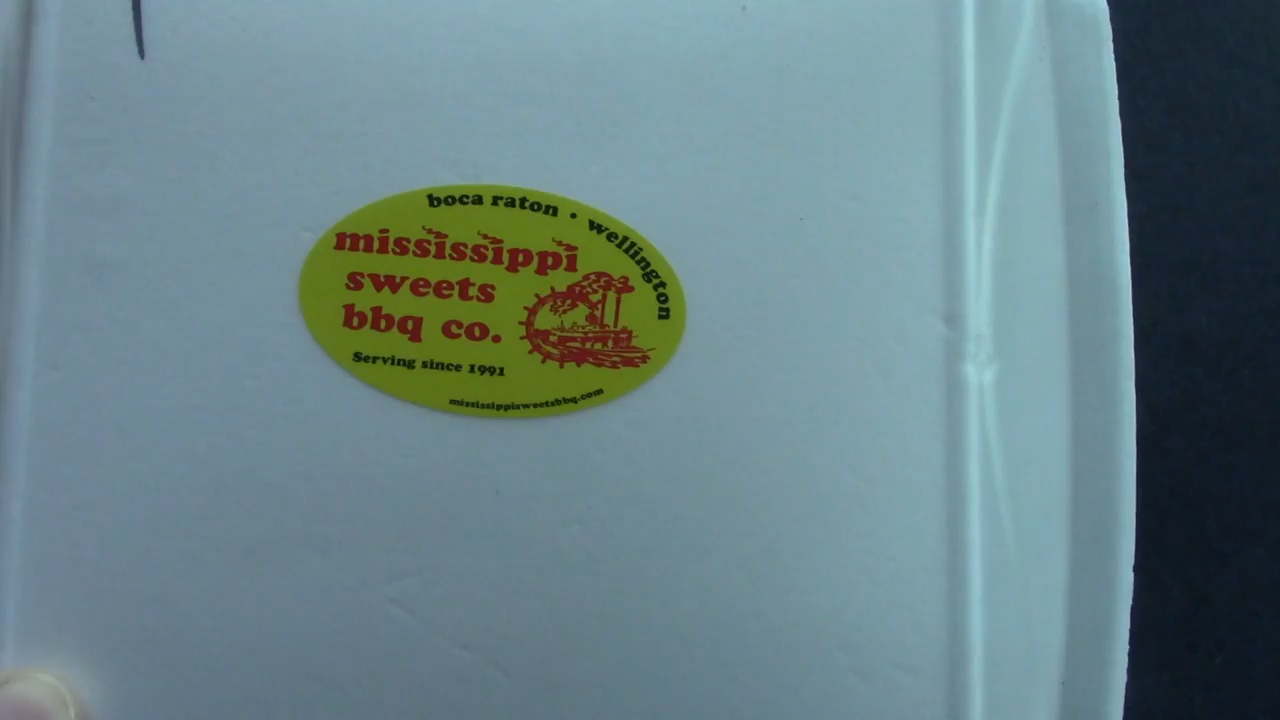 boca raton • wellington
mississippi
sweets
bbq co.
Serving since 1991
mississippisweetsbbq.com